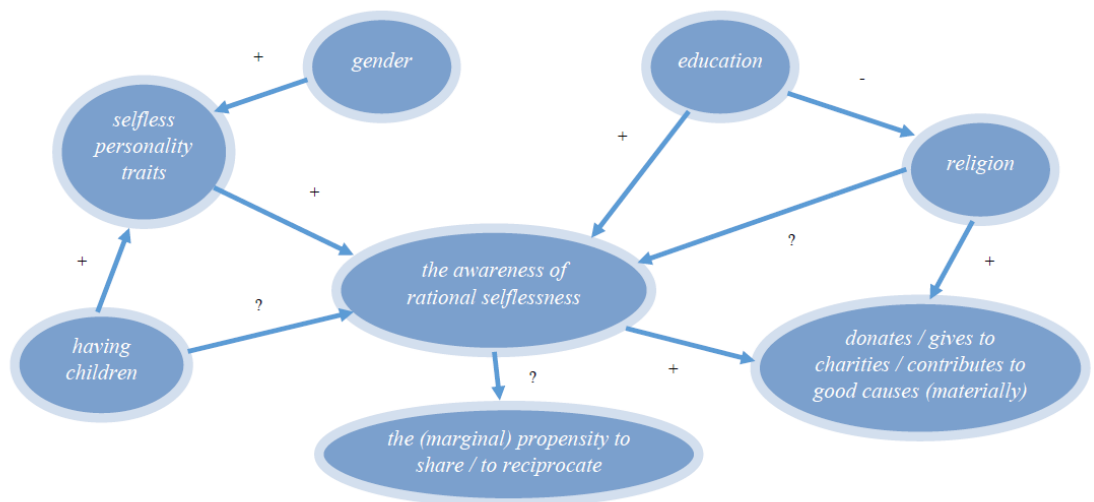 +
gender
education
-
selfless
personality
traits
+
religion
+
?
the awareness of
rational selflessness
+
+
?
having
children
donates / gives to
charities / contributes to
good causes (materially)
?
+
the (marginal) propensity to
share / to reciprocate